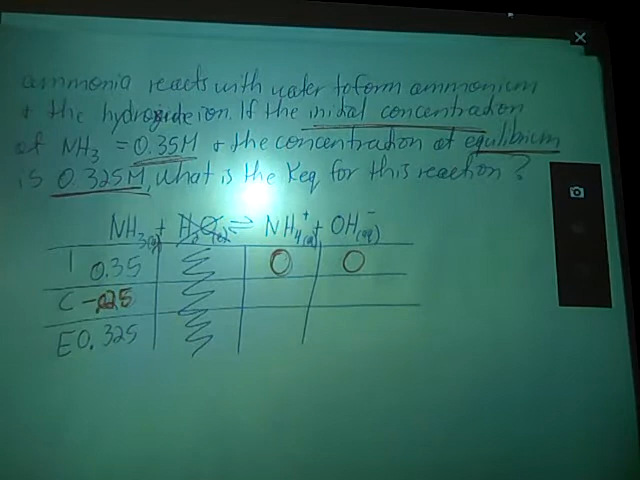 ammonia reacts with water to form ammonium
+ the hydroxide ion. If the initial concentration
of NH₃ = 0.35M + the concentration at equilibrium
is 0.325M, what is the Keq for this reaction?
NH₃(g) + H₂O(l) ⇌ NH₄⁺(aq) + OH⁻(aq)
I 0.35 0 0
C -.025
E 0.325